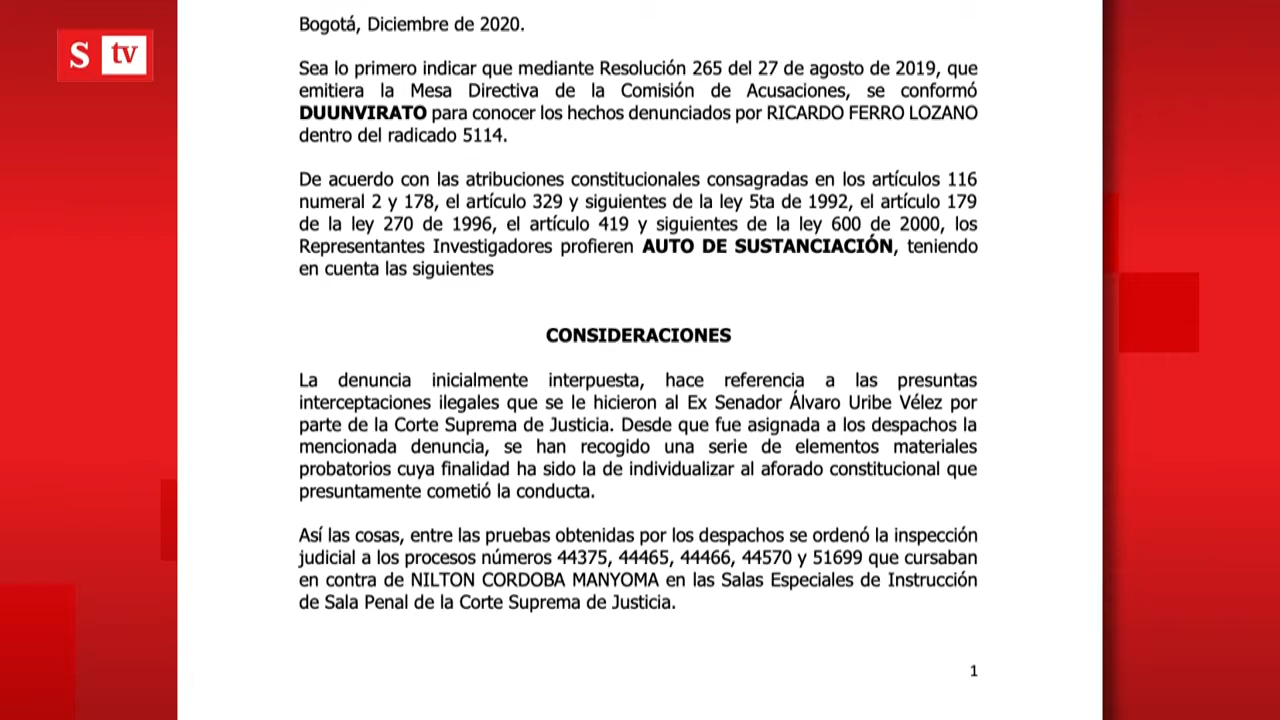 S tv
Bogotá, Diciembre de 2020.
Sea lo primero indicar que mediante Resolución 265 del 27 de agosto de 2019, que
emitiera la Mesa Directiva de la Comisión de Acusaciones, se conformó
DUUNVIRATO para conocer los hechos denunciados por RICARDO FERRO LOZANO
dentro del radicado 5114.
De acuerdo con las atribuciones constitucionales consagradas en los artículos 116
numeral 2 y 178, el artículo 329 y siguientes de la ley 5ta de 1992, el artículo 179
de la ley 270 de 1996, el artículo 419 y siguientes de la ley 600 de 2000, los
Representantes Investigadores profieren AUTO DE SUSTANCIACIÓN, teniendo
en cuenta las siguientes
CONSIDERACIONES
La denuncia inicialmente interpuesta, hace referencia a las presuntas
interceptaciones ilegales que se le hicieron al Ex Senador Álvaro Uribe Vélez por
parte de la Corte Suprema de Justicia. Desde que fue asignada a los despachos la
mencionada denuncia, se han recogido una serie de elementos materiales
probatorios cuya finalidad ha sido la de individualizar al aforado constitucional que
presuntamente cometió la conducta.
Así las cosas, entre las pruebas obtenidas por los despachos se ordenó la inspección
judicial a los procesos números 44375, 44465, 44466, 44570 y 51699 que cursaban
en contra de NILTON CORDOBA MANYOMA en las Salas Especiales de Instrucción
de Sala Penal de la Corte Suprema de Justicia.
1